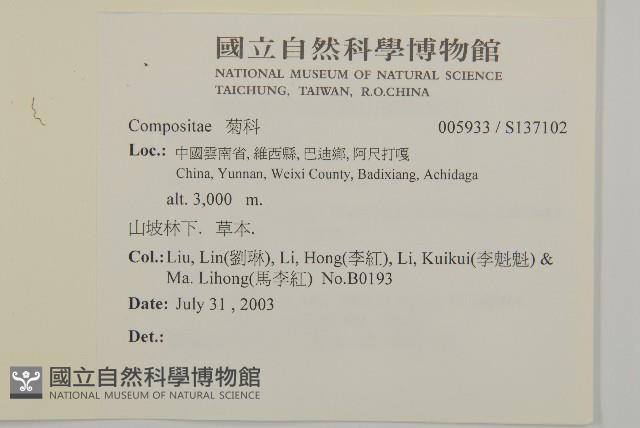 國立自然科學博物館
NATIONAL MUSEUM OF NATURAL SCIENCE
TAICHUNG, TAIWAN, R.O.CHINA
Compositae 菊科 005933 / S137102
Loc.: 中國雲南省, 維西縣, 巴迪鄉, 阿尺打嘎
China, Yunnan, Weixi County, Badixiang, Achidaga
alt. 3,000 m.
山坡林下. 草本.
Col.: Liu, Lin(劉琳), Li, Hong(李紅), Li, Kuikui(李魁魁) &
Ma. Lihong(馬李紅) No.B0193
Date: July 31 , 2003
Det.:
國立自然科學博物館
NATIONAL MUSEUM OF NATURAL SCIENCE